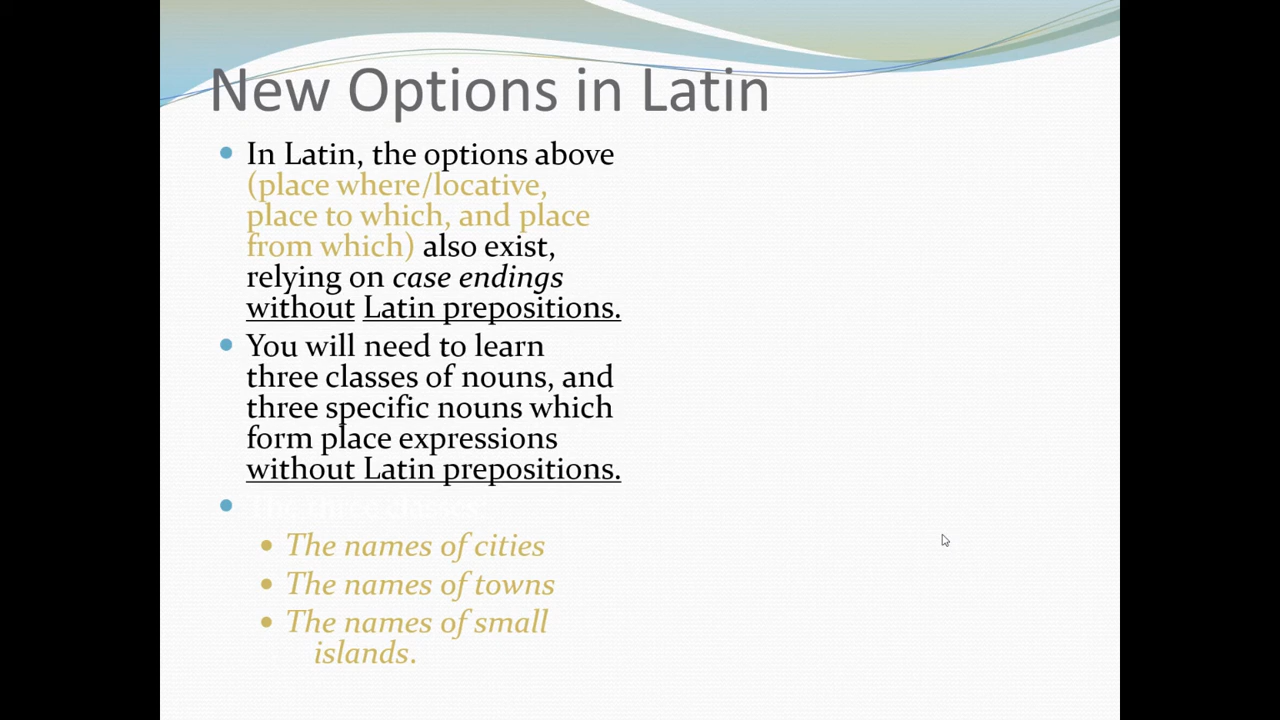 New Options in Latin
In Latin, the options above
(place where/locative,
place to which, and place
from which) also exist,
relying on case endings
without Latin prepositions.
You will need to learn
three classes of nouns, and
three specific nouns which
form place expressions
without Latin prepositions.
The three classes:
The names of cities
The names of towns
The names of small
islands.